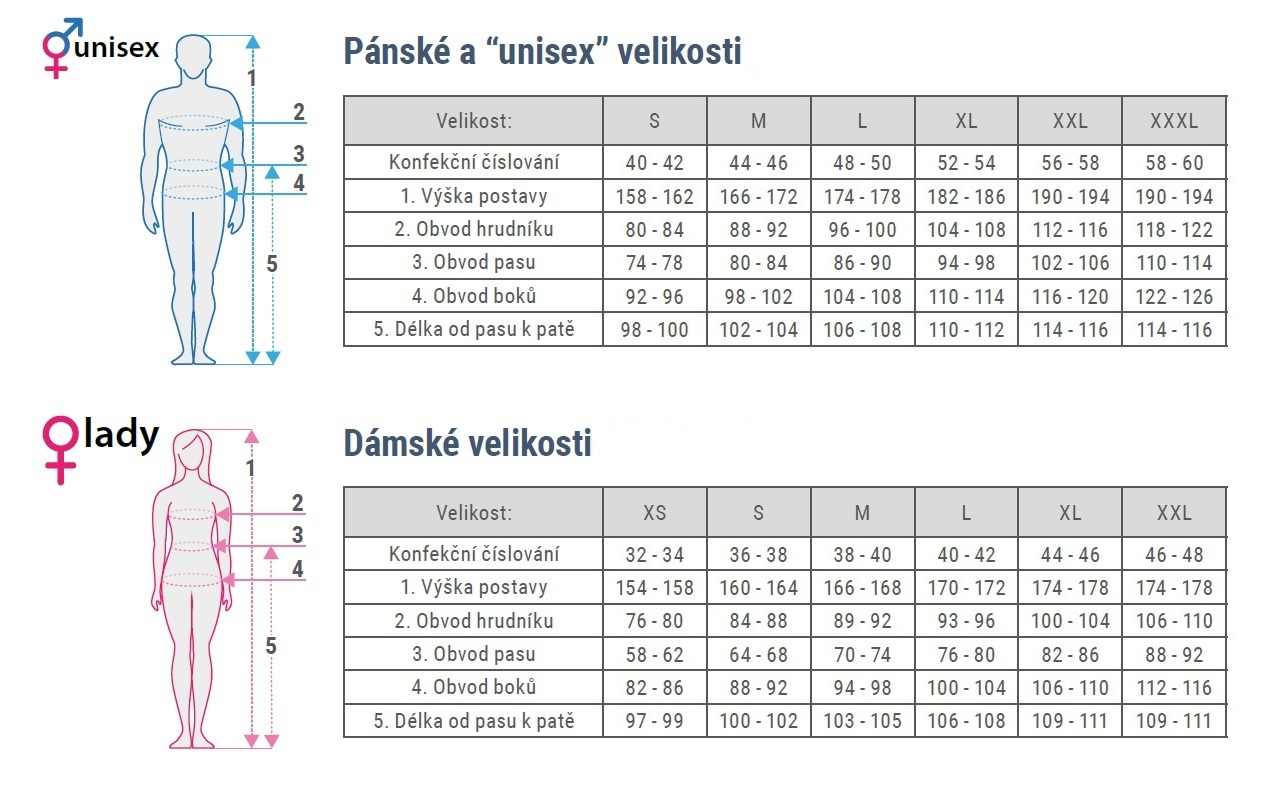 unisex
1
2
3
4
5
Pánské a “unisex” velikosti
Velikost: S M L XL XXL XXXL
Konfekční číslování 40 - 42 44 - 46 48 - 50 52 - 54 56 - 58 58 - 60
1. Výška postavy 158 - 162 166 - 172 174 - 178 182 - 186 190 - 194 190 - 194
2. Obvod hrudníku 80 - 84 88 - 92 96 - 100 104 - 108 112 - 116 118 - 122
3. Obvod pasu 74 - 78 80 - 84 86 - 90 94 - 98 102 - 106 110 - 114
4. Obvod boků 92 - 96 98 - 102 104 - 108 110 - 114 116 - 120 122 - 126
5. Délka od pasu k patě 98 - 100 102 - 104 106 - 108 110 - 112 114 - 116 114 - 116
lady
1
2
3
4
5
Dámské velikosti
Velikost: XS S M L XL XXL
Konfekční číslování 32 - 34 36 - 38 38 - 40 40 - 42 44 - 46 46 - 48
1. Výška postavy 154 - 158 160 - 164 166 - 168 170 - 172 174 - 178 174 - 178
2. Obvod hrudníku 76 - 80 84 - 88 89 - 92 93 - 96 100 - 104 106 - 110
3. Obvod pasu 58 - 62 64 - 68 70 - 74 76 - 80 82 - 86 88 - 92
4. Obvod boků 82 - 86 88 - 92 94 - 98 100 - 104 106 - 110 112 - 116
5. Délka od pasu k patě 97 - 99 100 - 102 103 - 105 106 - 108 109 - 111 109 - 111